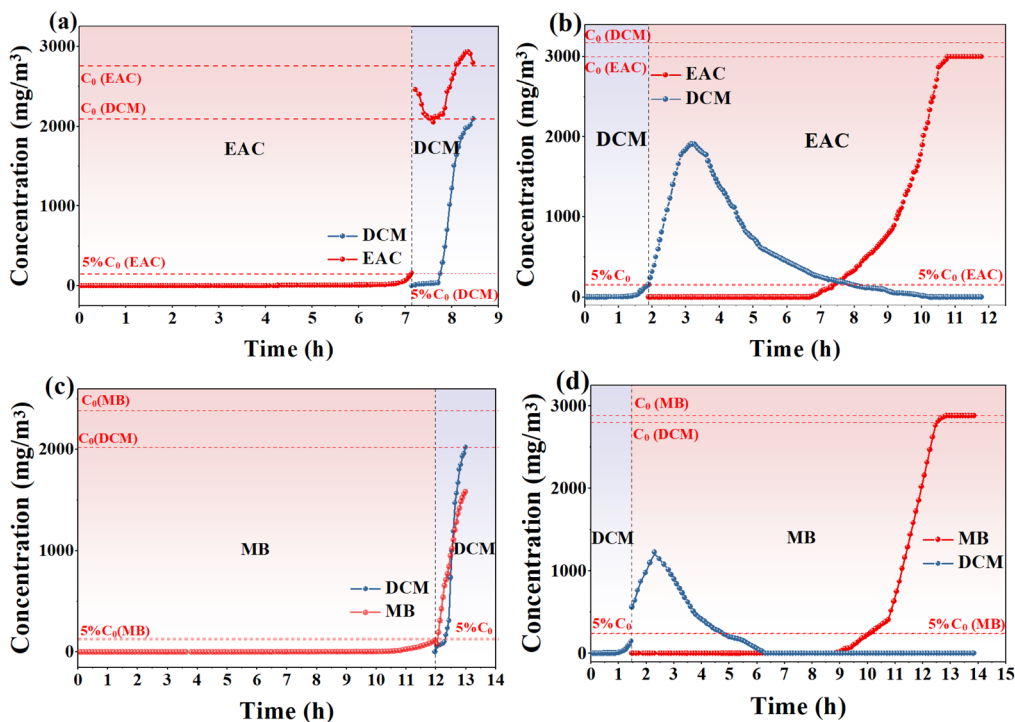 (a)
Concentration (mg/m³)
3000
2000
1000
0
C₀ (EAC)
C₀ (DCM)
EAC
DCM
DCM
EAC
5%C₀ (EAC)
5%C₀ (DCM)
0 1 2 3 4 5 6 7 8 9
Time (h)
(b)
Concentration (mg/m³)
3000
2000
1000
0
C₀ (DCM)
C₀ (EAC)
EAC
DCM
DCM
EAC
5%C₀
5%C₀ (EAC)
0 1 2 3 4 5 6 7 8 9 10 11 12
Time (h)
(c)
Concentration (mg/m³)
2000
1000
0
C₀(MB)
C₀(DCM)
MB
DCM
DCM
MB
5%C₀(MB)
5%C₀
0 1 2 3 4 5 6 7 8 9 10 11 12 13 14
Time (h)
(d)
Concentration (mg/m³)
3000
2000
1000
0
C₀ (MB)
C₀ (DCM)
DCM
MB
MB
DCM
5%C₀
5%C₀ (MB)
0 1 2 3 4 5 6 7 8 9 10 11 12 13 14 15
Time (h)